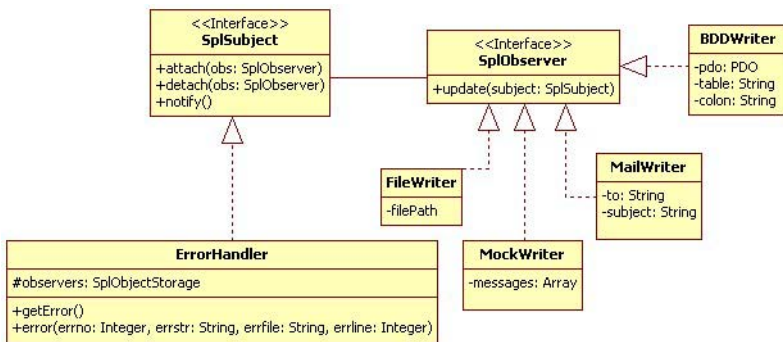 <<Interface>>
SplSubject
+attach(obs: SplObserver)
+detach(obs: SplObserver)
+notify()
<<Interface>>
SplObserver
+update(subject: SplSubject)
BDDWriter
-pdo: PDO
-table: String
-colon: String
FileWriter
-filePath
MailWriter
-to: String
-subject: String
ErrorHandler
#observers: SplObjectStorage
+getError()
+error(errno: Integer, errstr: String, errfile: String, errline: Integer)
MockWriter
-messages: Array